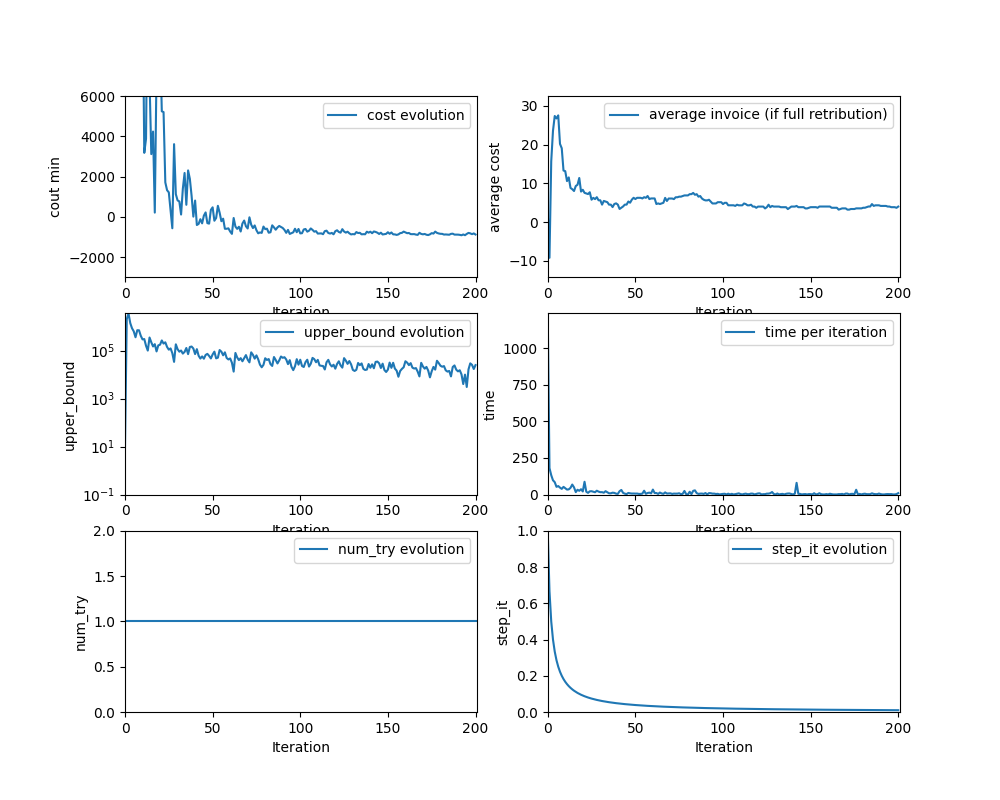 cost evolution
cout min
6000
4000
2000
0
−2000
0 50 100 150 200
Iteration
average invoice (if full retribution)
average cost
30
20
10
0
−10
0 50 100 150 200
Iteration
upper_bound evolution
upper_bound
10^5
10^3
10^1
10^−1
0 50 100 150 200
Iteration
time per iteration
time
1000
750
500
250
0
0 50 100 150 200
Iteration
num_try evolution
num_try
2.0
1.5
1.0
0.5
0.0
0 50 100 150 200
Iteration
step_it evolution
step_it
1.0
0.8
0.6
0.4
0.2
0.0
0 50 100 150 200
Iteration